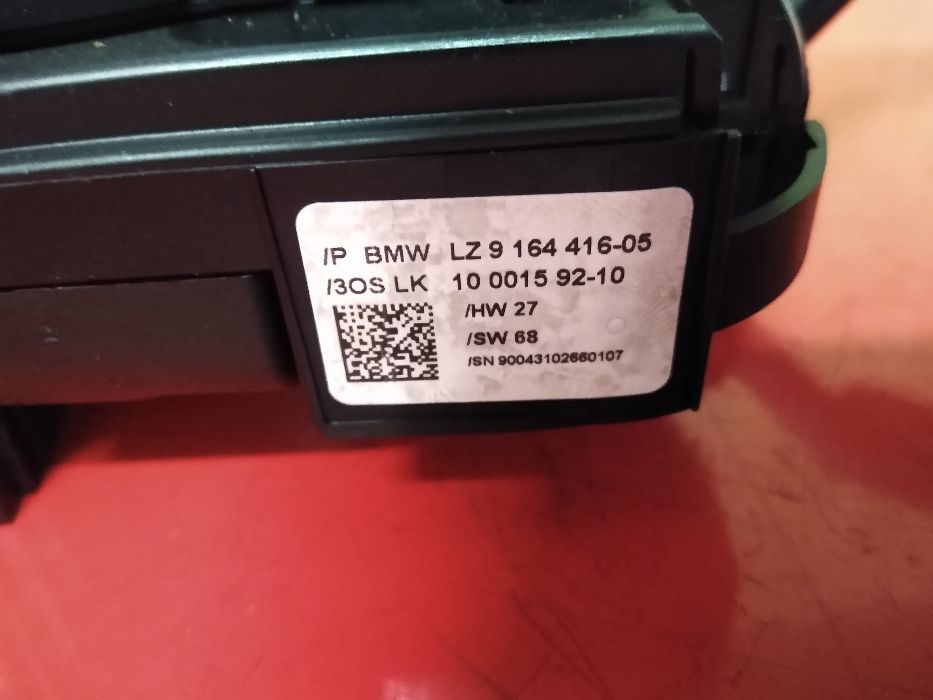 /P BMW LZ 9 164 416-05
/3OS LK 10 0015 92-10
/HW 27
/SW 68
/SN 90043102660107